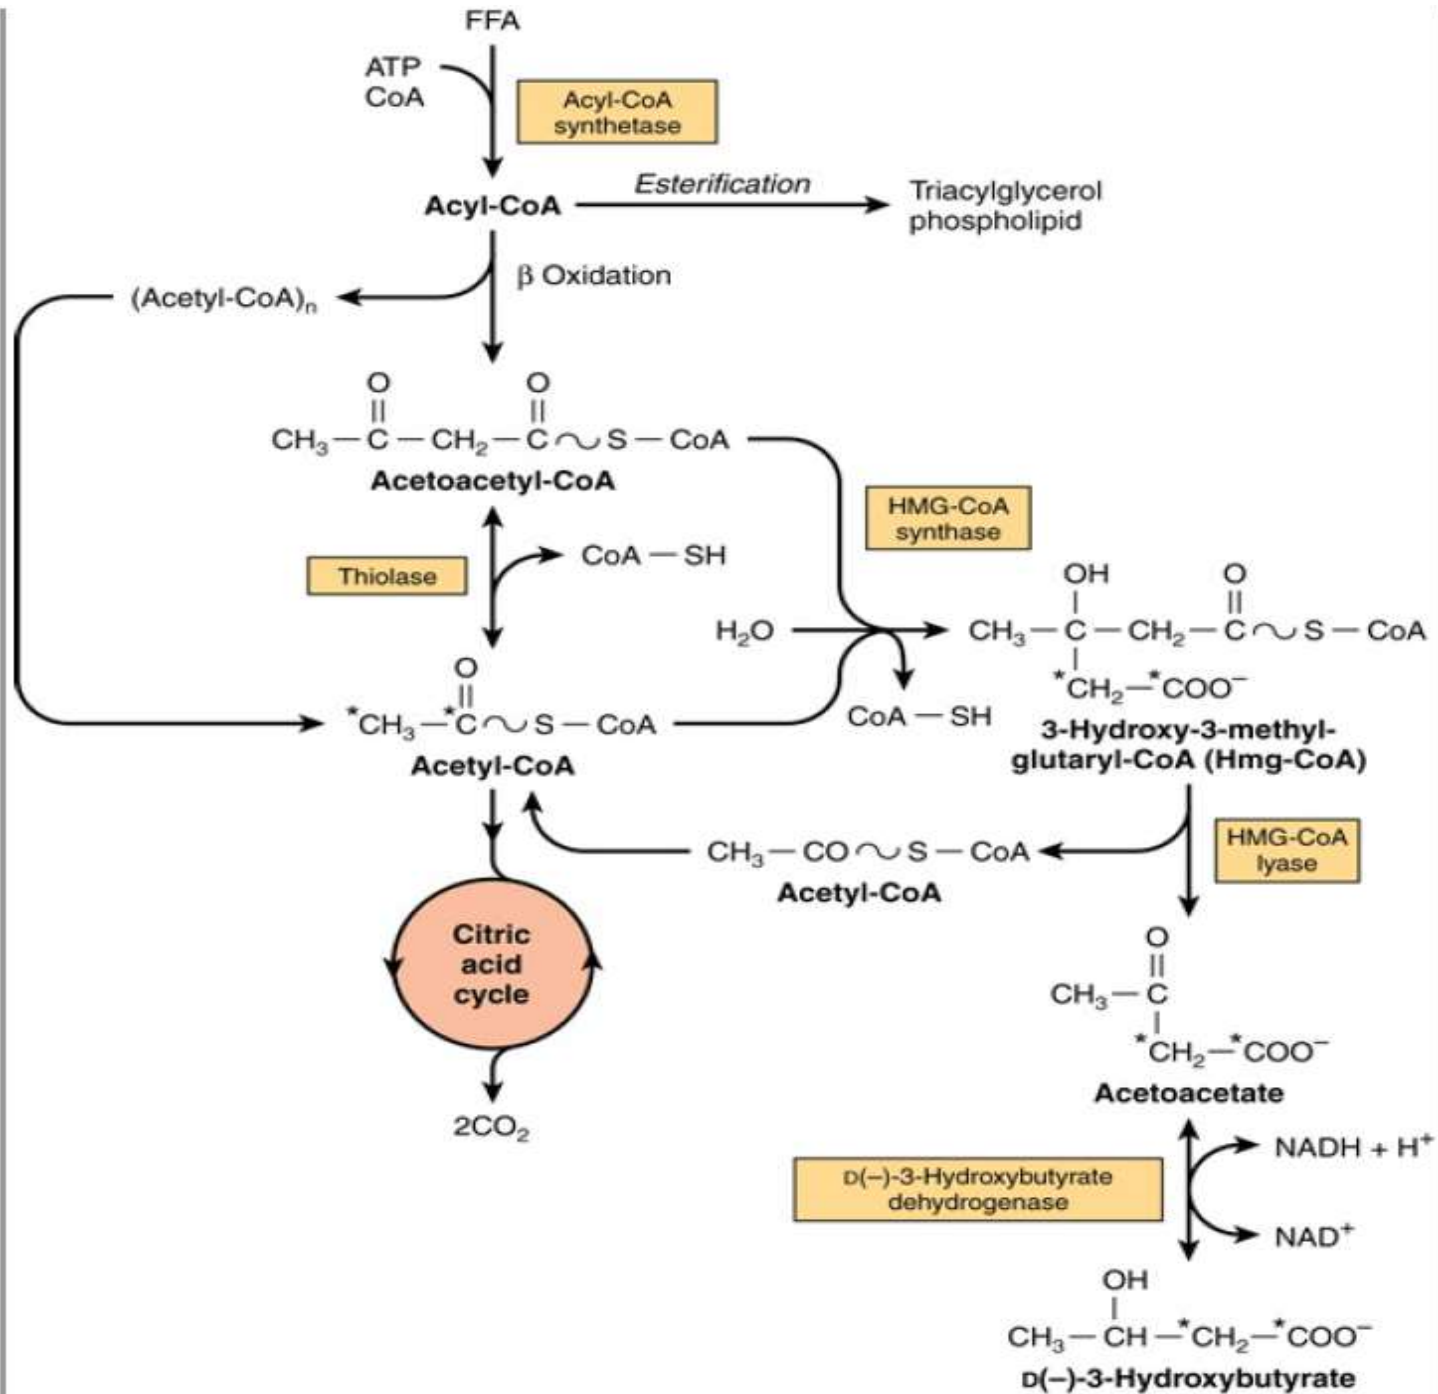 FFA
ATP
CoA
Acyl-CoA
synthetase
Acyl-CoA
Esterification
Triacylglycerol
phospholipid
β Oxidation
(Acetyl-CoA)n
O O
|| ||
CH₃—C—CH₂—C~S—CoA
Acetoacetyl-CoA
HMG-CoA
synthase
Thiolase
CoA—SH
H₂O
OH O
| ||
CH₃—C—CH₂—C~S—CoA
|
*CH₂—*COO⁻
3-Hydroxy-3-methyl-
glutaryl-CoA (Hmg-CoA)
CoA—SH
O
||
*CH₃—*C~S—CoA
Acetyl-CoA
HMG-CoA
lyase
CH₃—CO~S—CoA
Acetyl-CoA
Citric
acid
cycle
2CO₂
O
||
CH₃—C
|
*CH₂—*COO⁻
Acetoacetate
D(–)-3-Hydroxybutyrate
dehydrogenase
NADH + H⁺
NAD⁺
OH
|
CH₃—CH—*CH₂—*COO⁻
D(–)-3-Hydroxybutyrate